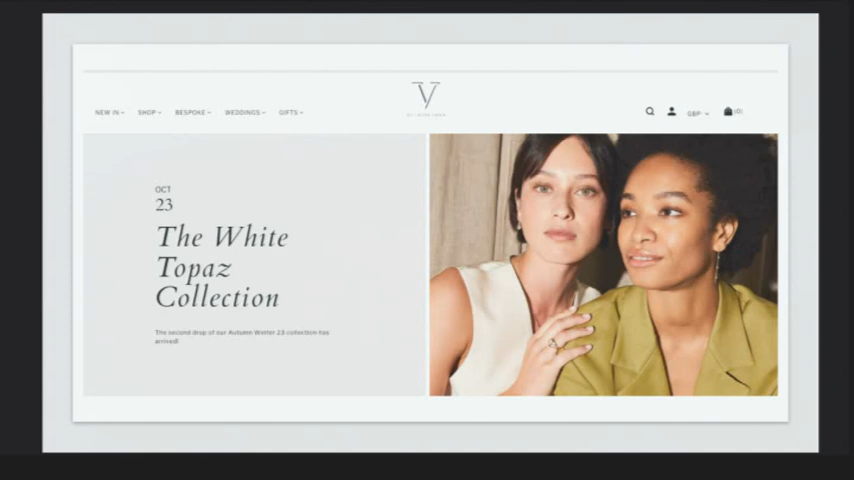 NEW IN
SHOP
BESPOKE
WEDDINGS
GIFTS
V
GBP
(0)
OCT
23
The White
Topaz
Collection
The second drop of our Autumn Winter 23 collection has
arrived!